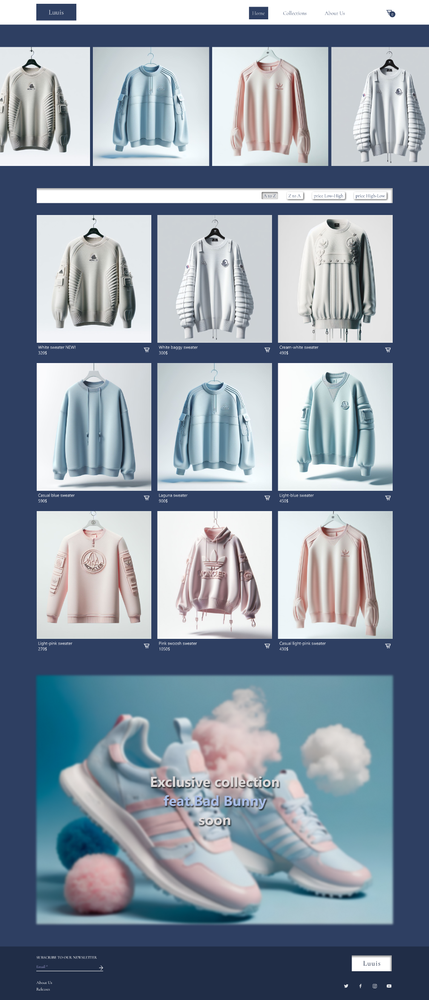 Luuis
Home Collections About Us
0
A to Z Z to A price Low-High price High-Low
White sweater NEW!
320$
White baggy sweater
300$
Cream-white sweater
490$
Casual blue sweater
590$
Laguna sweater
900$
Light-blue sweater
450$
MONCLER
MONCLER
Light-pink sweater
270$
Pink swoosh sweater
1050$
Casual light-pink sweater
430$
Exclusive collection
feat.Bad Bunny
soon
SUBSCRIBE TO OUR NEWSLETTER
Email *
About Us
Releases
Luuis